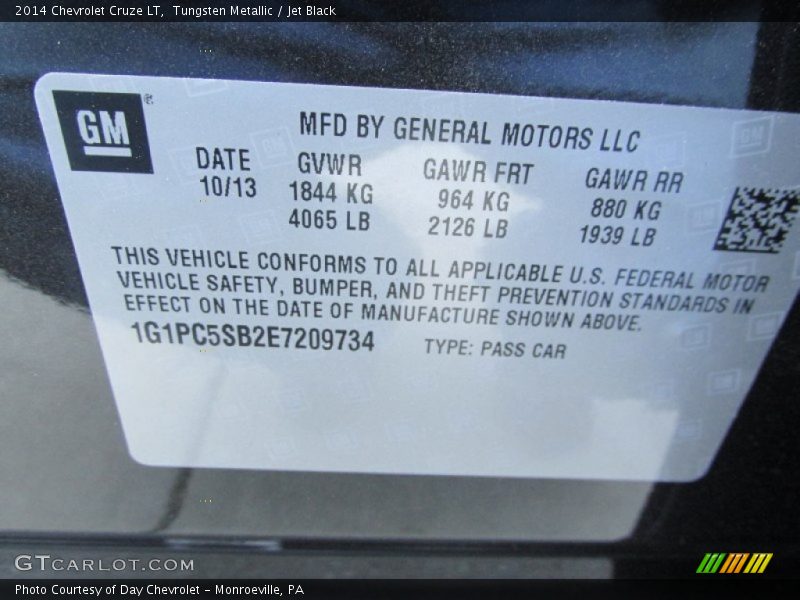 2014 Chevrolet Cruze LT,  Tungsten Metallic / Jet Black
GM
®
MFD BY GENERAL MOTORS LLC
DATE GVWR GAWR FRT GAWR RR
10/13 1844 KG 964 KG 880 KG
4065 LB 2126 LB 1939 LB
THIS VEHICLE CONFORMS TO ALL APPLICABLE U.S. FEDERAL MOTOR
VEHICLE SAFETY, BUMPER, AND THEFT PREVENTION STANDARDS IN
EFFECT ON THE DATE OF MANUFACTURE SHOWN ABOVE.
1G1PC5SB2E7209734 TYPE: PASS CAR
GTCARLOT.COM
Photo Courtesy of Day Chevrolet - Monroeville, PA